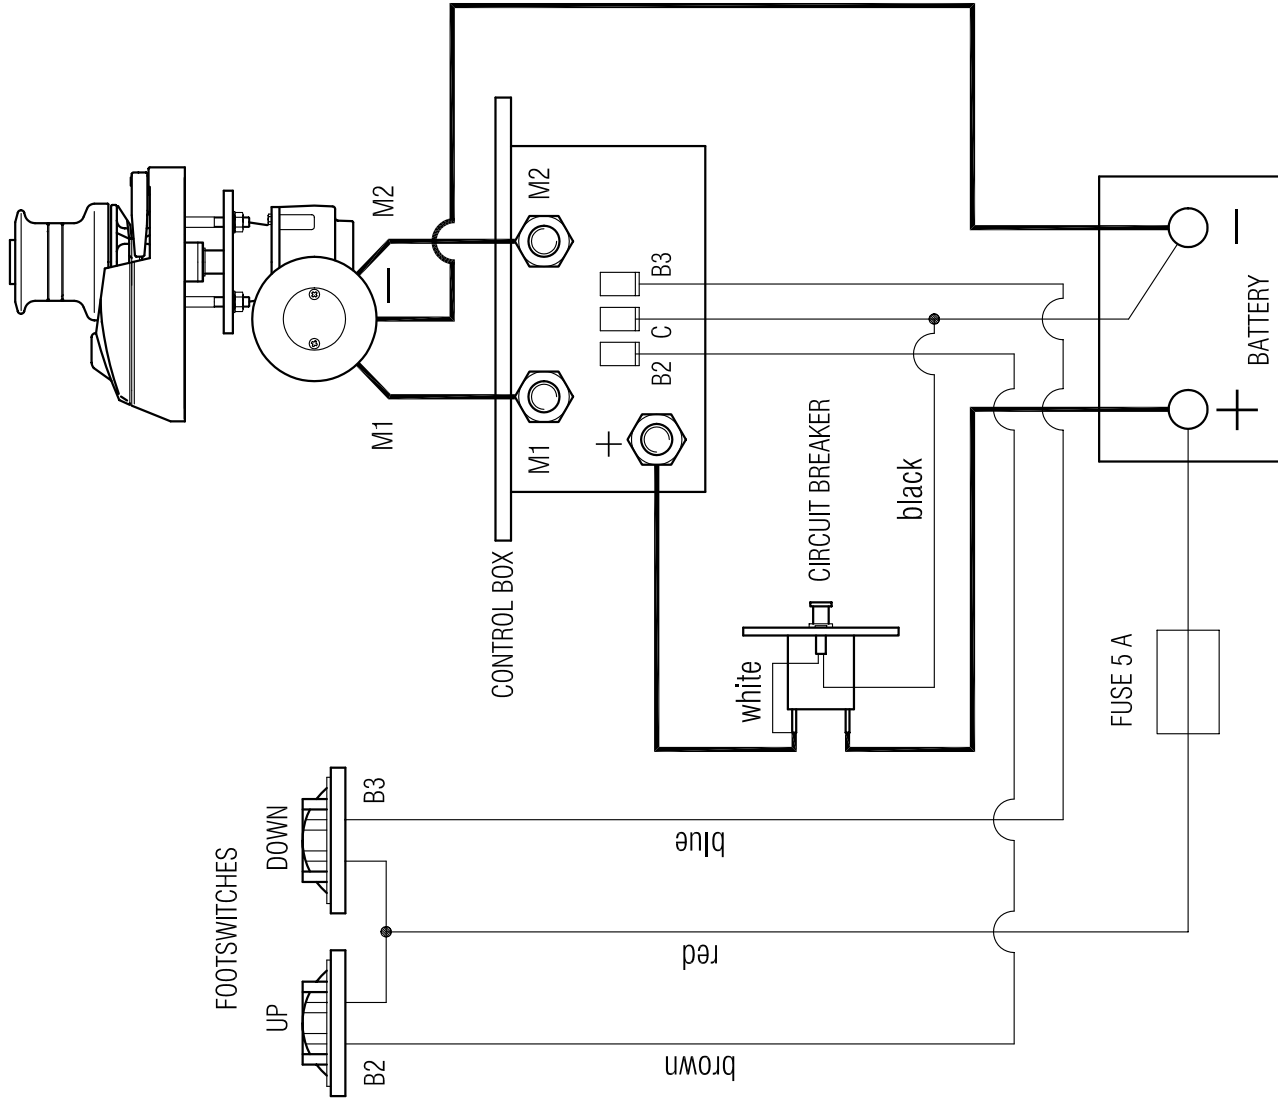 M2
M1
−
M2
M1
+
B3
C
B2
CONTROL BOX
CIRCUIT BREAKER
black
white
−
BATTERY
+
FUSE 5 A
FOOTSWITCHES
DOWN
B3
UP
B2
blue
red
brown